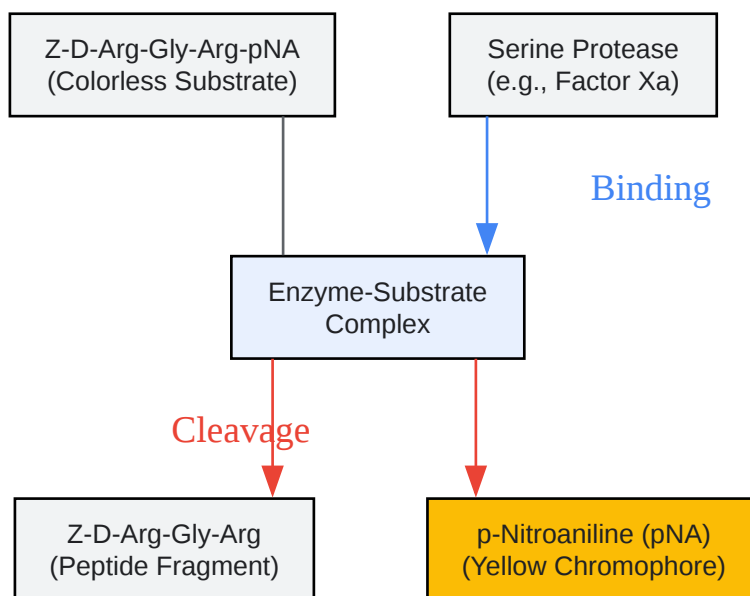 Z-D-Arg-Gly-Arg-pNA
(Colorless Substrate)
Serine Protease
(e.g., Factor Xa)
Binding
Enzyme-Substrate
Complex
Cleavage
Z-D-Arg-Gly-Arg
(Peptide Fragment)
p-Nitroaniline (pNA)
(Yellow Chromophore)